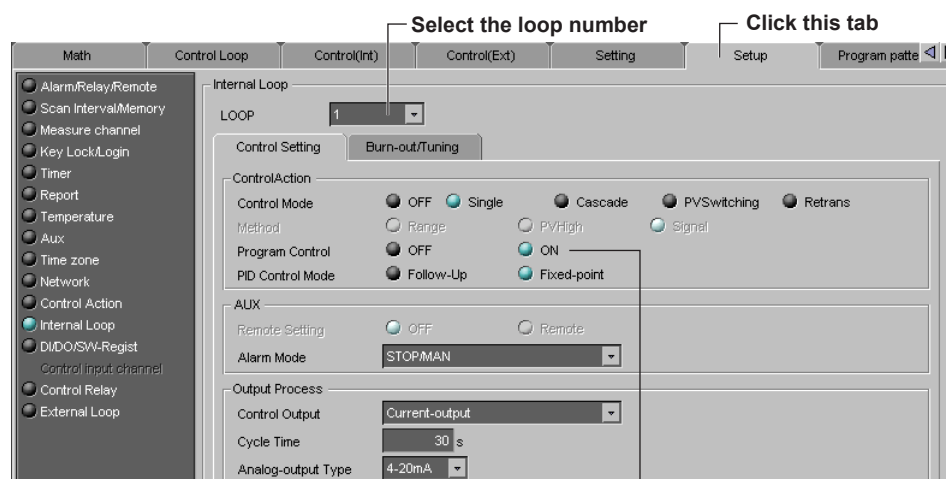 Select the loop number
Click this tab
Math Control Loop Control(Int) Control(Ext) Setting Setup Program patte
Alarm/Relay/Remote
Scan Interval/Memory
Measure channel
Key Lock/Login
Timer
Report
Temperature
Aux
Time zone
Network
Control Action
Internal Loop
DI/DO/SW-Regist
Control input channel
Control Relay
External Loop
Internal Loop
LOOP 1
Control Setting Burn-out/Tuning
ControlAction
Control Mode OFF Single Cascade PVSwitching Retrans
Method Range PVHigh Signal
Program Control OFF ON
PID Control Mode Follow-Up Fixed-point
AUX
Remote Setting OFF Remote
Alarm Mode STOP/MAN
Output Process
Control Output Current-output
Cycle Time 30 s
Analog-output Type 4-20mA